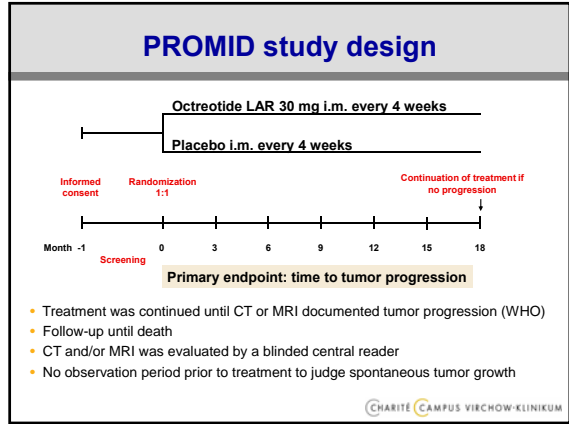 PROMID study design
Octreotide LAR 30 mg i.m. every 4 weeks
Placebo i.m. every 4 weeks
Informed
consent
Randomization
1:1
Continuation of treatment if
no progression
Month -1 0 3 6 9 12 15 18
Screening
Primary endpoint: time to tumor progression
• Treatment was continued until CT or MRI documented tumor progression (WHO)
• Follow-up until death
• CT and/or MRI was evaluated by a blinded central reader
• No observation period prior to treatment to judge spontaneous tumor growth
CHARITÉ CAMPUS VIRCHOW-KLINIKUM